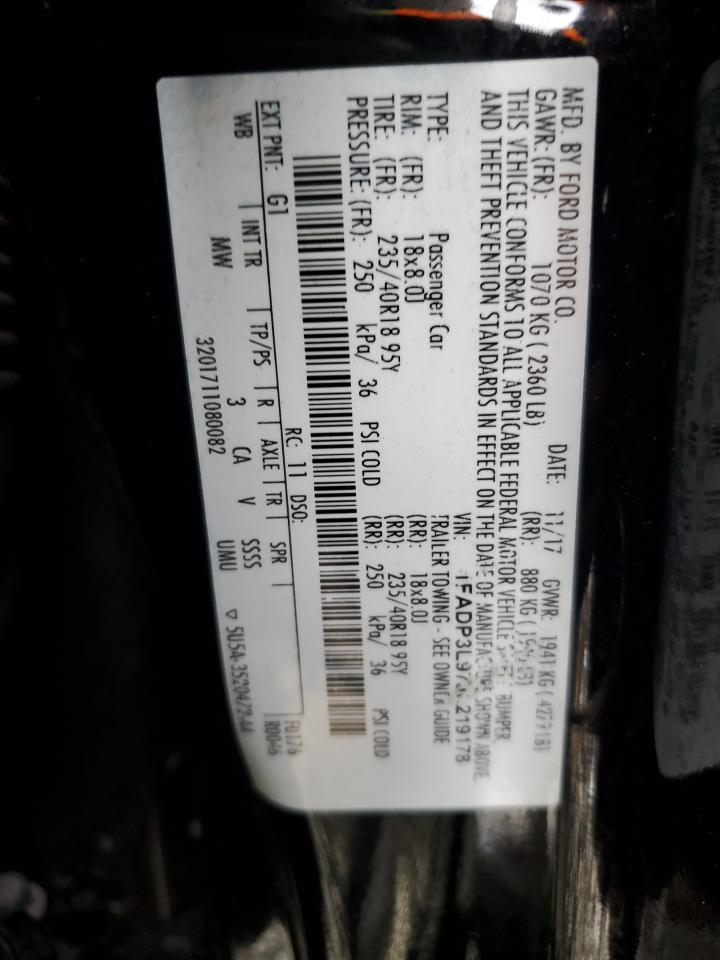 MFD. BY FORD MOTOR CO.
DATE: 11/17 GVWR: 1941 KG ( LB)
GAWR: (FR): 1070 KG ( 2360 LB) (RR): 880 KG (
THIS VEHICLE CONFORMS TO ALL APPLICABLE FEDERAL MOTOR VEHICLE BUMPER,
AND THEFT PREVENTION STANDARDS IN EFFECT ON THE DATE OF MANUFACTURE SHOWN ABOVE.
VIN: 219178
TYPE: Passenger Car TRAILER TOWING - SEE OWNER GUIDE
RIM: (FR): 18x8.0J (RR): 18x8.0J
TIRE: (FR): 235/40R18 95Y (RR): 235/40R18 95Y
PRESSURE: (FR): 250 kPa/ 36 PSI COLD (RR): 250 kPa/ 36 PSI COLD
EXT PNT: G1 RC: 11 DSO: F0176
R0046
WB | INT TR | TP/PS | R | AXLE | TR | SPR |
MW 3 CA V SSSS
3201711080082 UMU